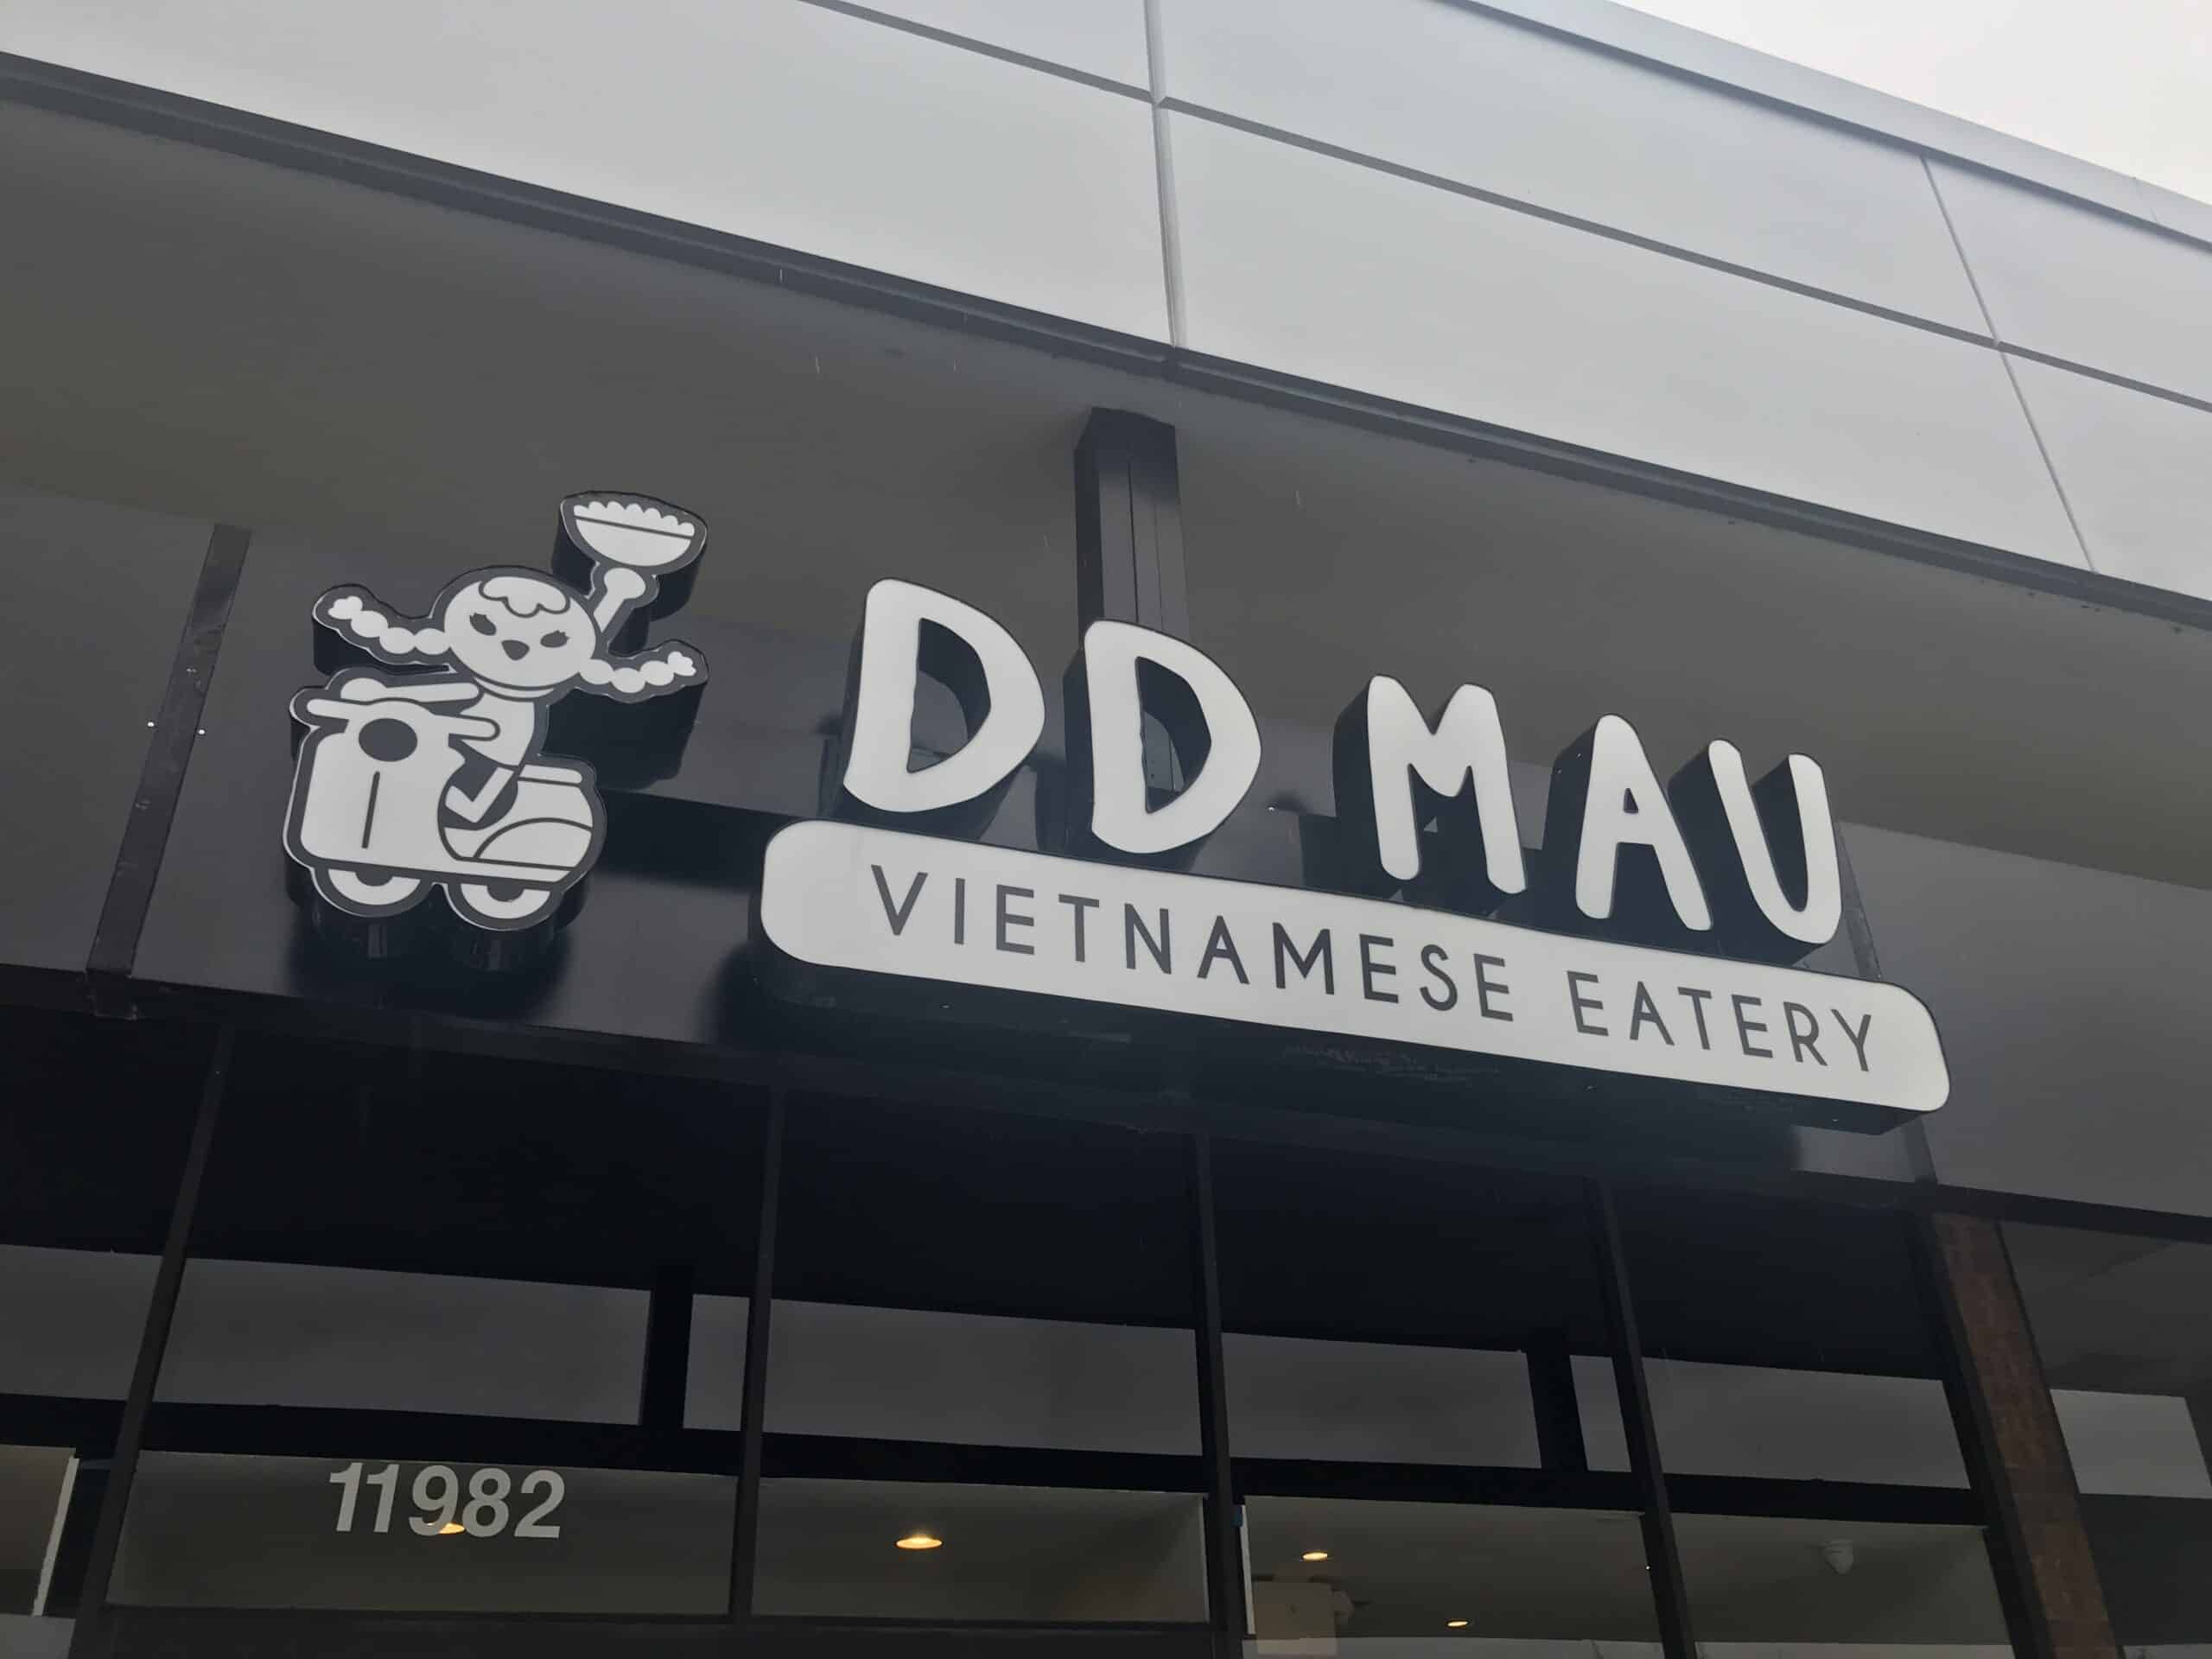 DD MAU
VIETNAMESE EATERY
11982